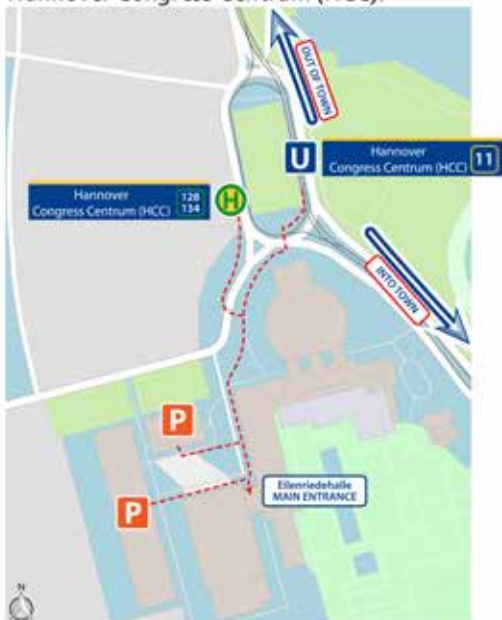 Hannover Congress Centrum (HCC):
OUT OF TOWN
U
Hannover
Congress Centrum (HCC)
11
Hannover
Congress Centrum (HCC)
128
134
H
INTO TOWN
P
P
Eilenriedehalle
MAIN ENTRANCE
N